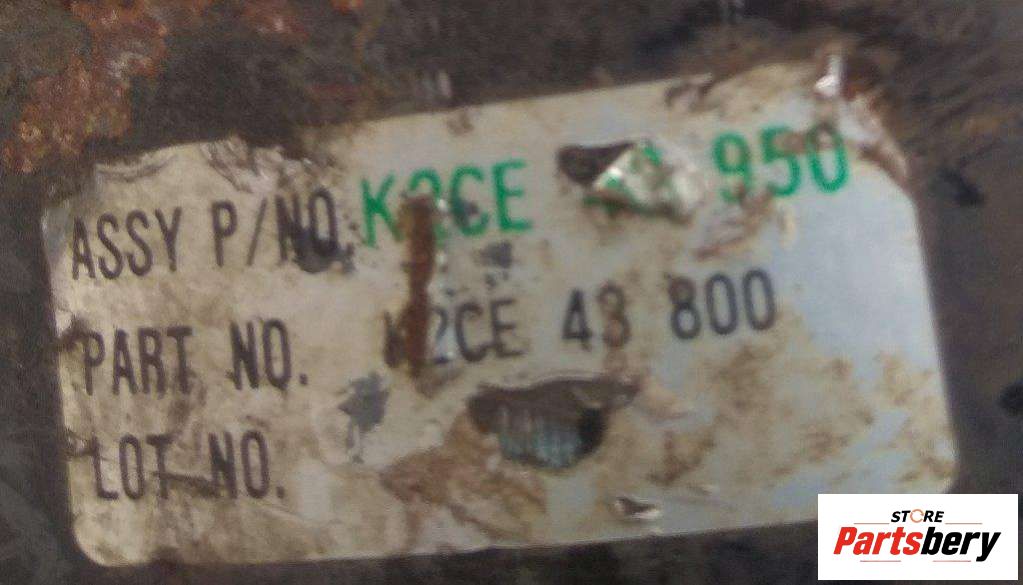 ASSY P/NO. K2CE 950
PART NO. K2CE 43 800
LOT NO.
STORE
Partsbery